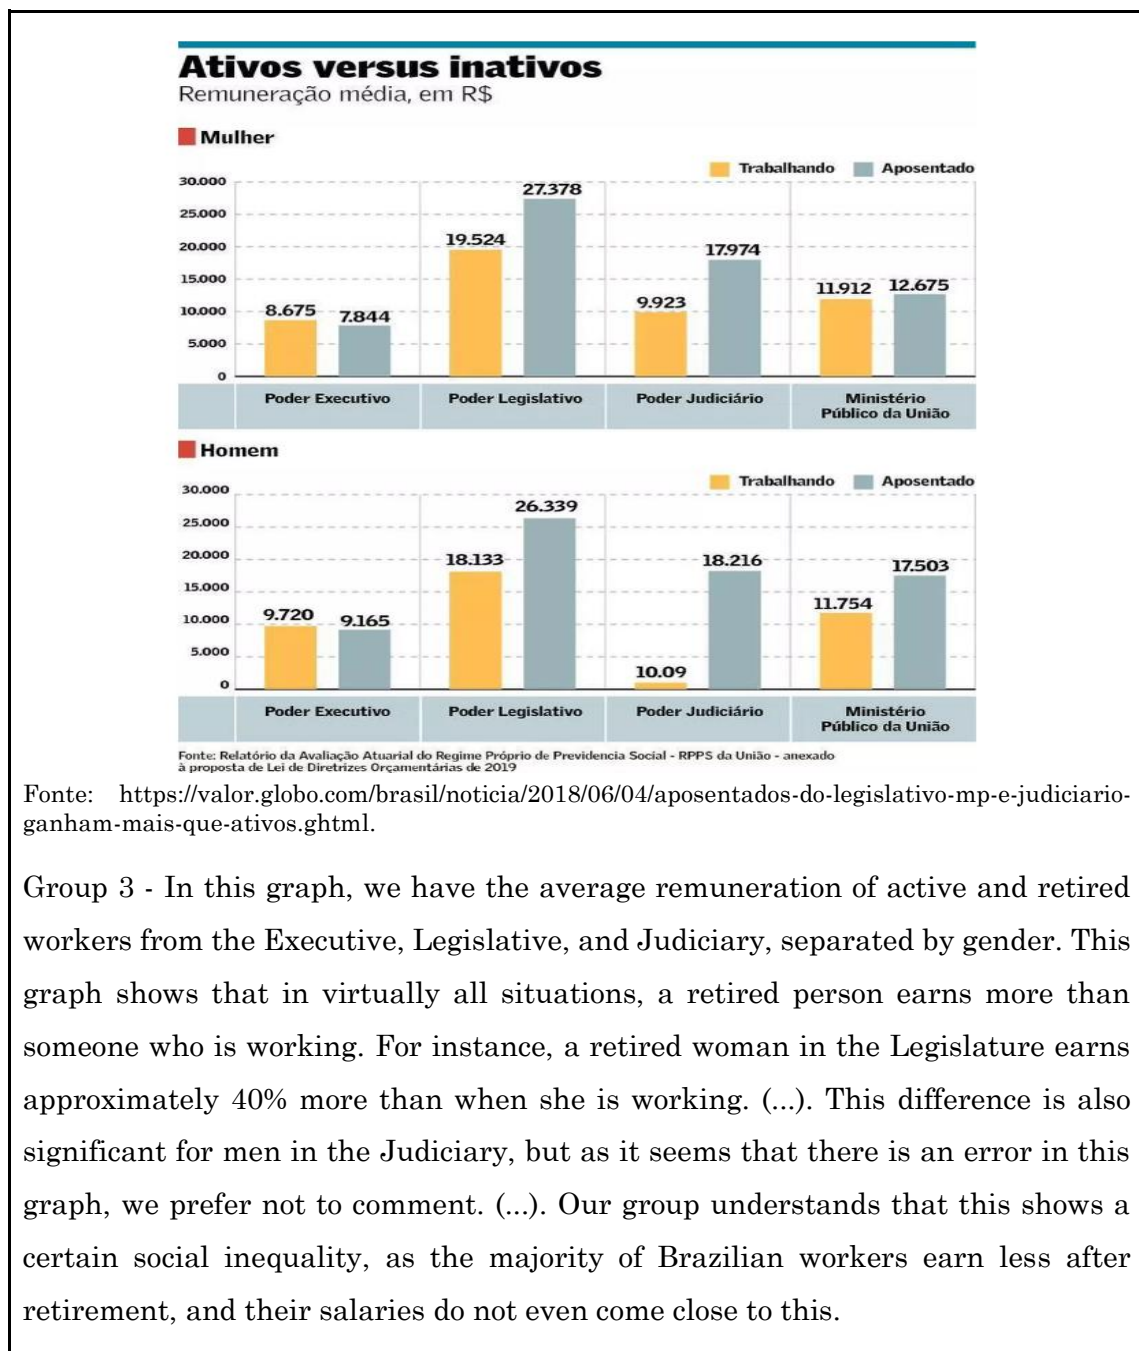 Ativos versus inativos
Remuneração média, em R$
Mulher
Trabalhando Aposentado
30.000
25.000
20.000
15.000
10.000
5.000
0
8.675 7.844 19.524 27.378 9.923 17.974 11.912 12.675
Poder Executivo Poder Legislativo Poder Judiciário Ministério
Público da União
Homem
Trabalhando Aposentado
30.000
25.000
20.000
15.000
10.000
5.000
0
9.720 9.165 18.133 26.339 10.09 18.216 11.754 17.503
Poder Executivo Poder Legislativo Poder Judiciário Ministério
Público da União
Fonte: Relatório da Avaliação Atuarial do Regime Próprio de Previdencia Social - RPPS da União - anexado
à proposta de Lei de Diretrizes Orçamentárias de 2019
Fonte: https://valor.globo.com/brasil/noticia/2018/06/04/aposentados-do-legislativo-mp-e-judiciario-
ganham-mais-que-ativos.ghtml.
Group 3 - In this graph, we have the average remuneration of active and retired
workers from the Executive, Legislative, and Judiciary, separated by gender. This
graph shows that in virtually all situations, a retired person earns more than
someone who is working. For instance, a retired woman in the Legislature earns
approximately 40% more than when she is working. (...). This difference is also
significant for men in the Judiciary, but as it seems that there is an error in this
graph, we prefer not to comment. (...). Our group understands that this shows a
certain social inequality, as the majority of Brazilian workers earn less after
retirement, and their salaries do not even come close to this.